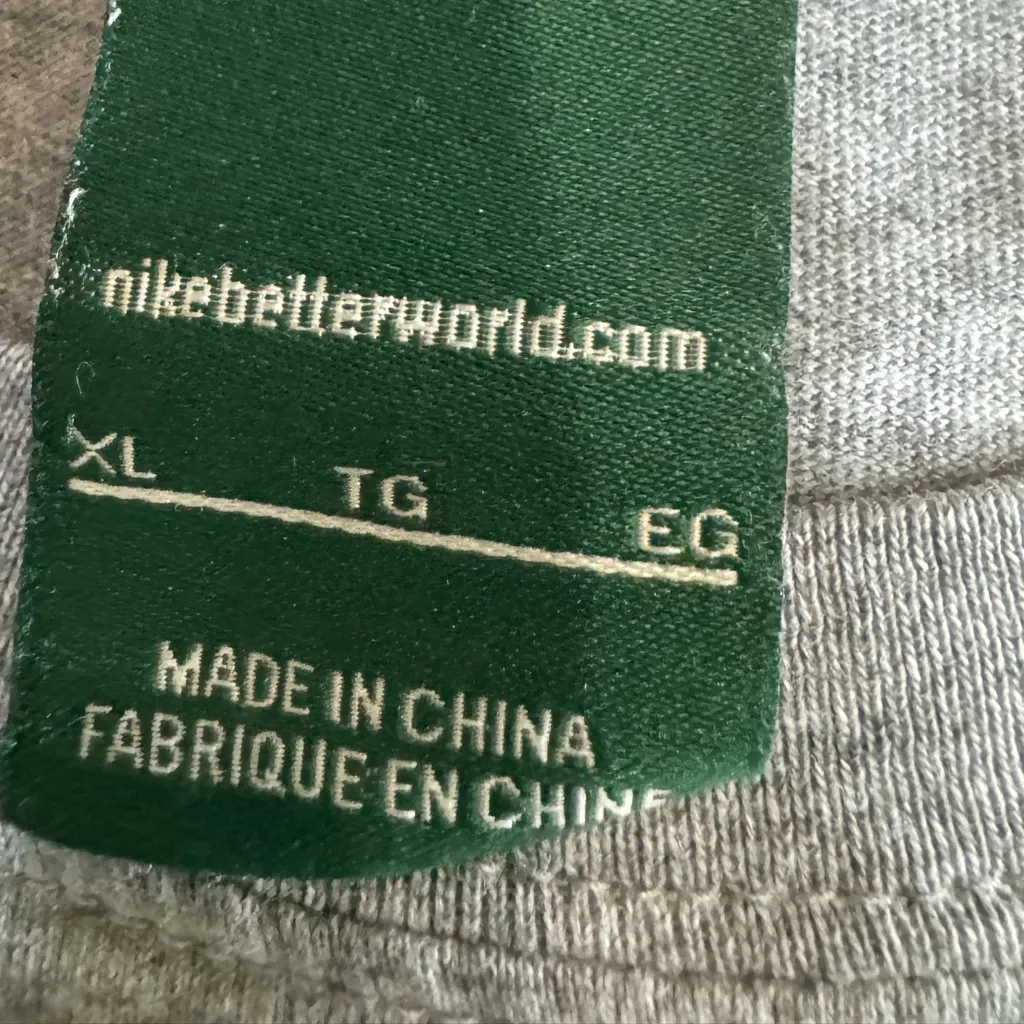 nikebetterworld.com
XL TG EG
MADE IN CHINA
FABRIQUE EN CHINE